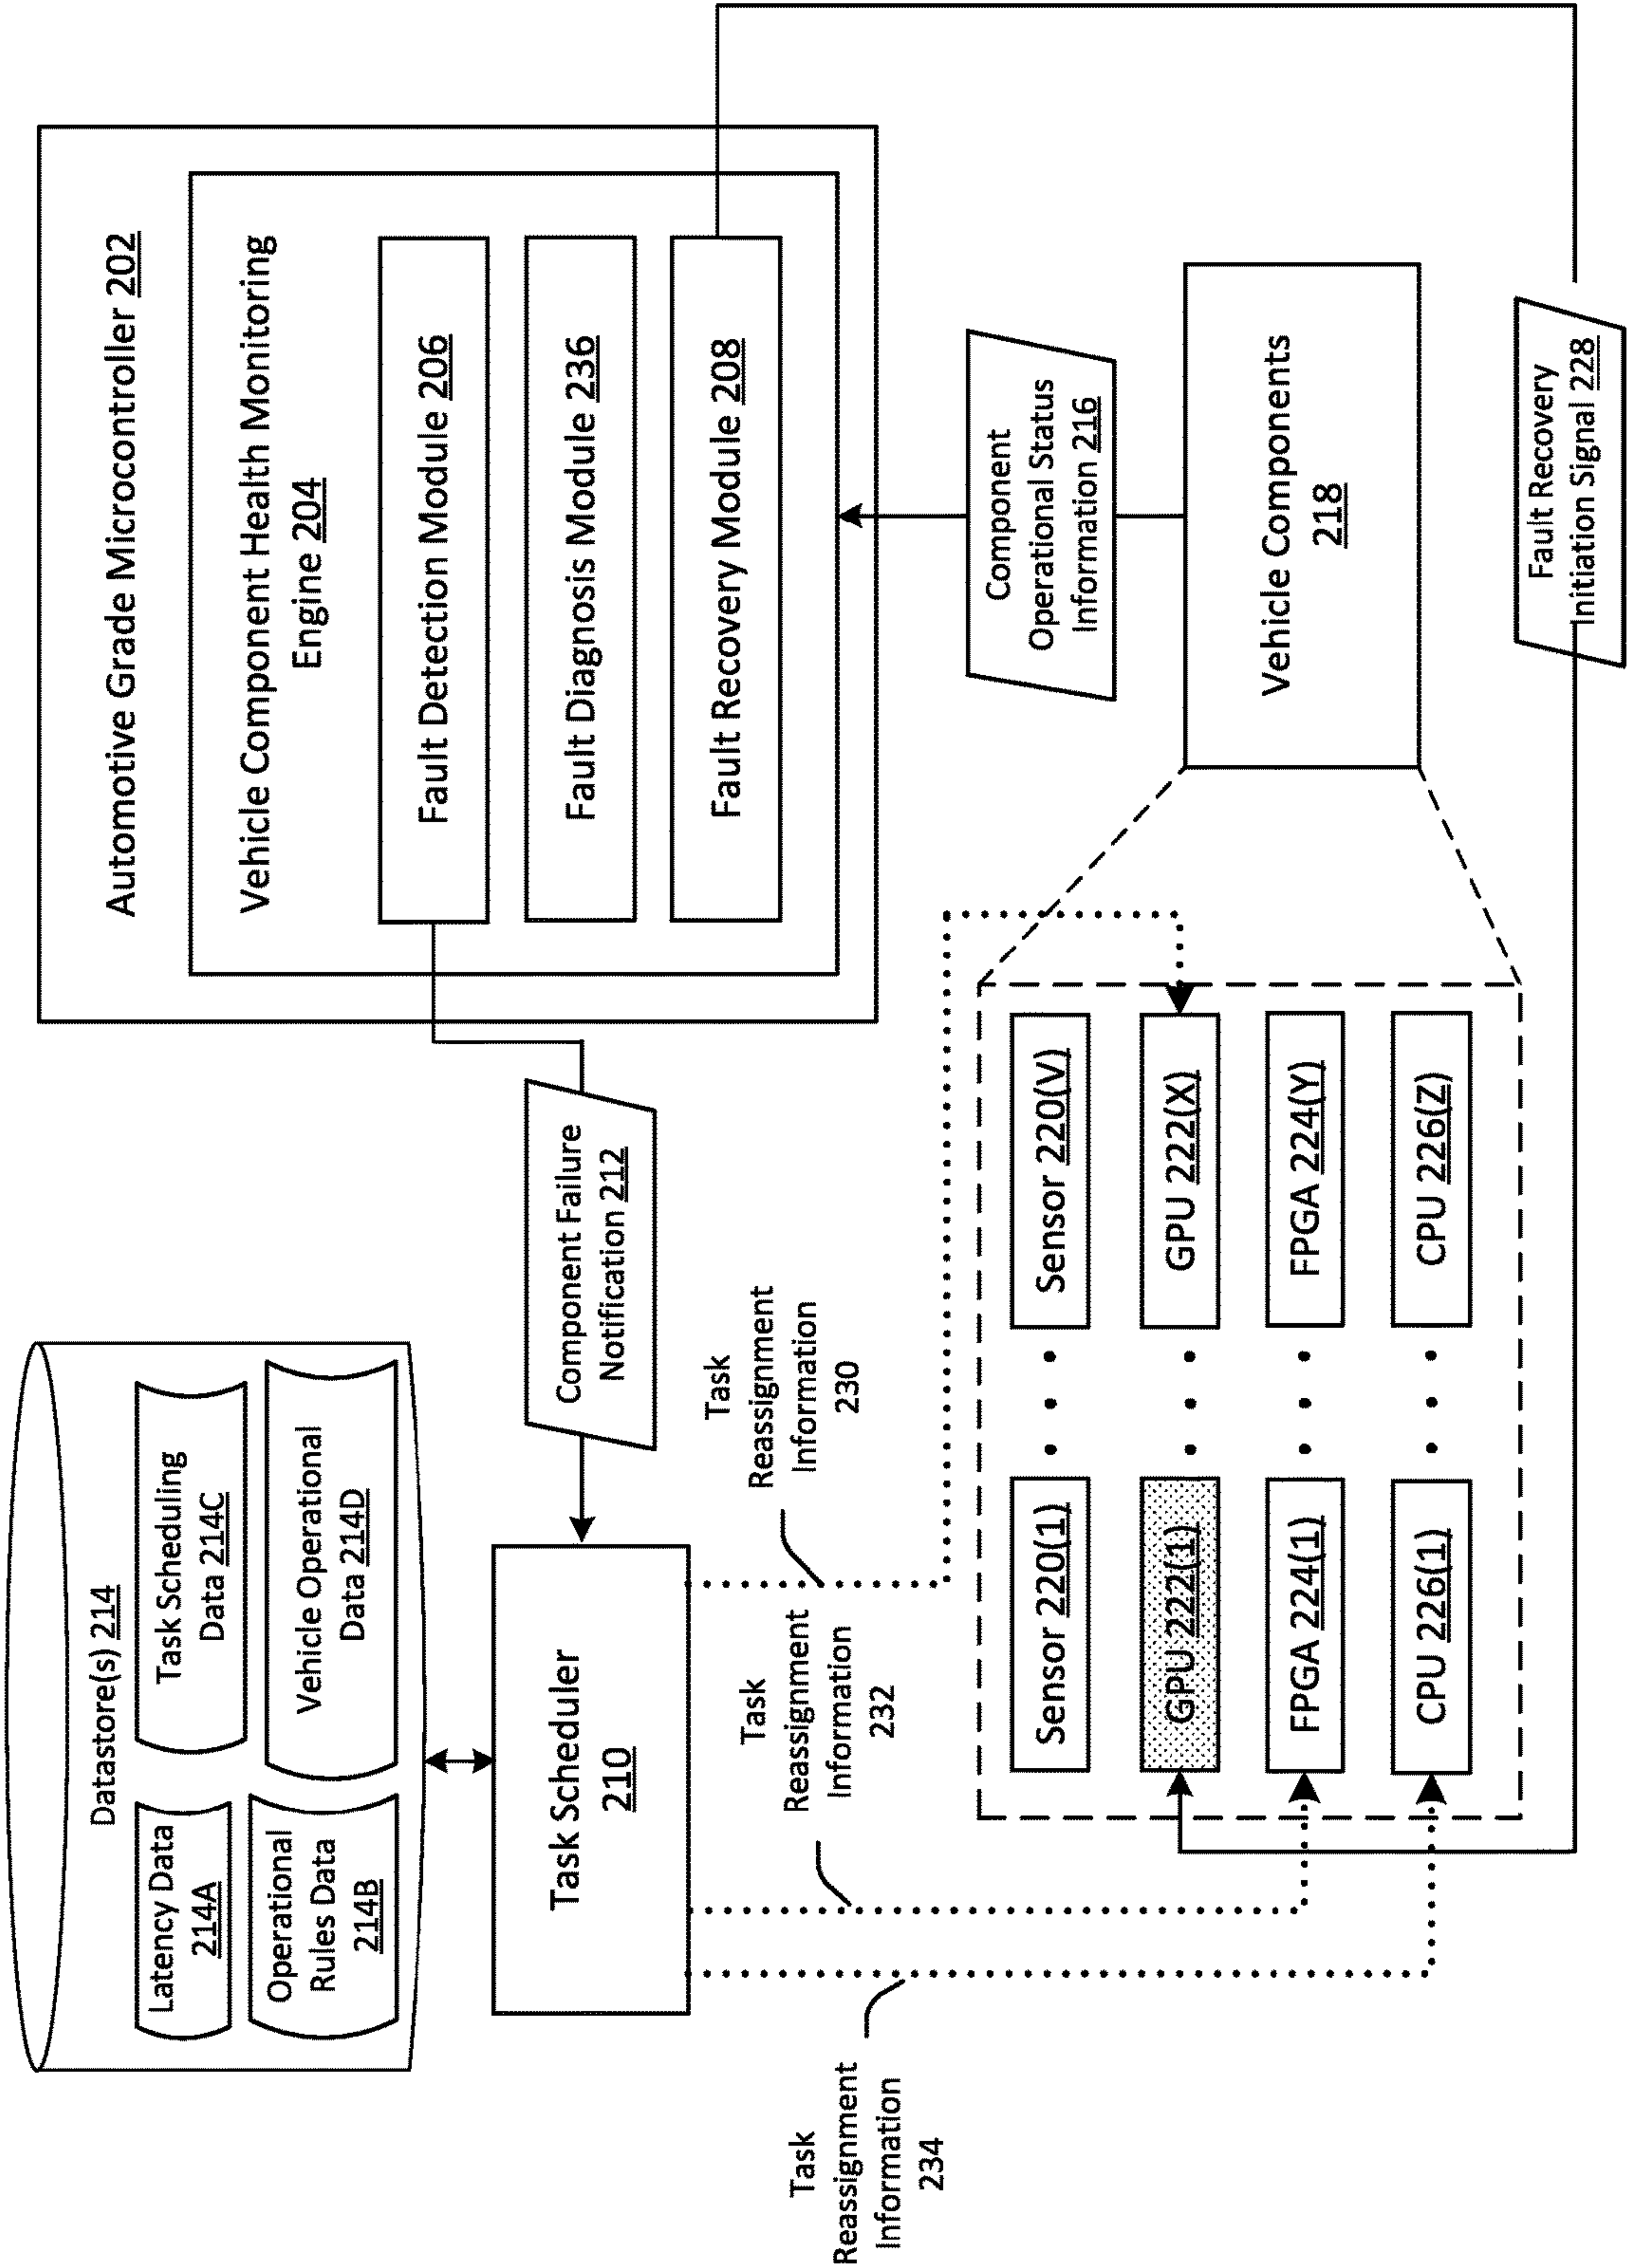 Datastore(s) 214
Latency Data
214A
Task Scheduling
Data 214C
Operational
Rules Data
214B
Vehicle Operational
Data 214D
Automotive Grade Microcontroller 202
Vehicle Component Health Monitoring
Engine 204
Fault Detection Module 206
Fault Diagnosis Module 236
Fault Recovery Module 208
Task Scheduler
210
Component Failure
Notification 212
Task
Reassignment
Information
234
Task
Reassignment
Information
232
Task
Reassignment
Information
230
Component
Operational Status
Information 216
Sensor 220(1)
Sensor 220(V)
GPU 222(1)
GPU 222(X)
FPGA 224(1)
FPGA 224(Y)
CPU 226(1)
CPU 226(Z)
Vehicle Components
218
Fault Recovery
Initiation Signal 228